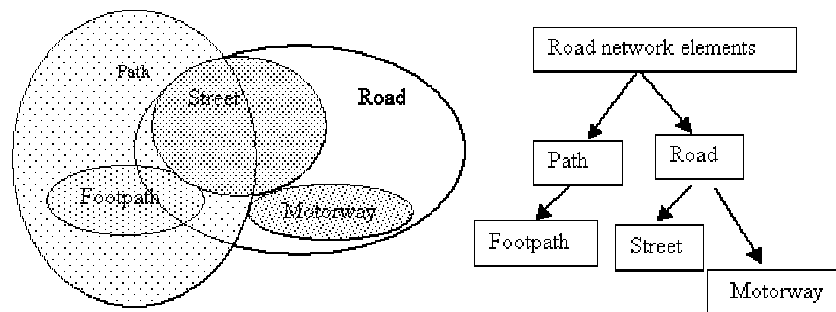 Path
Street
Road
Footpath
Motorway
Road network elements
Path
Road
Footpath
Street
Motorway